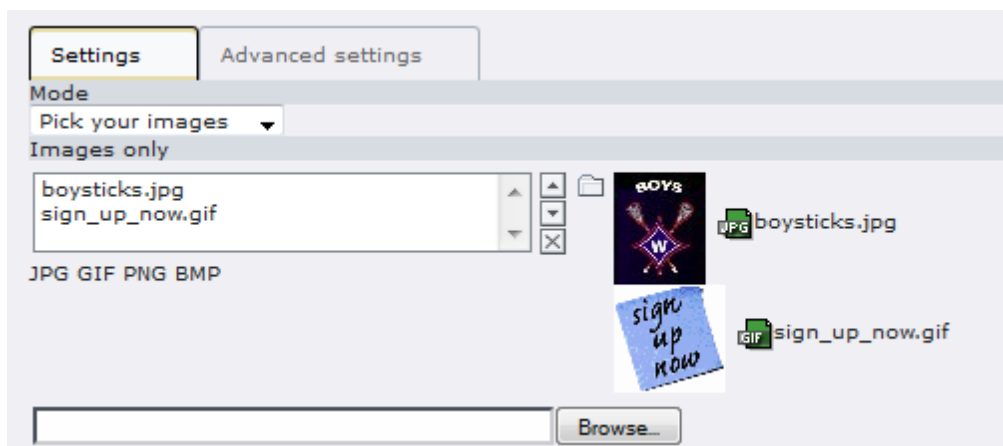 Settings
Advanced settings
Mode
Pick your images
Images only
boysticks.jpg
sign_up_now.gif
JPG GIF PNG BMP
BOYS
W
JPG
boysticks.jpg
sign
up
now
GIF
sign_up_now.gif
Browse...